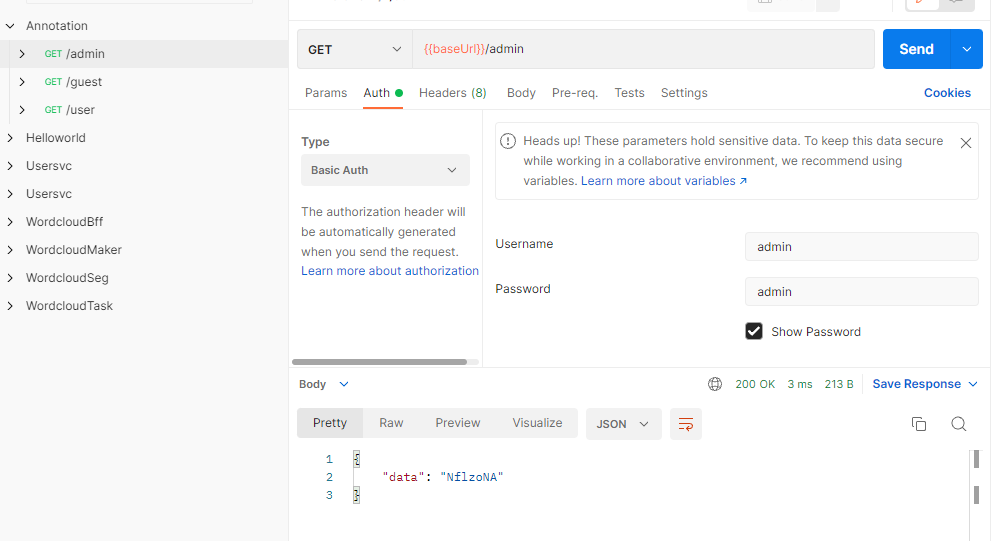 Annotation
GET /admin
GET /guest
GET /user
Helloworld
Usersvc
Usersvc
WordcloudBff
WordcloudMaker
WordcloudSeg
WordcloudTask
GET
{{baseUrl}}/admin
Send
Params Auth Headers (8) Body Pre-req. Tests Settings Cookies
Type
Basic Auth
The authorization header will
be automatically generated
when you send the request.
Learn more about authorization
Heads up! These parameters hold sensitive data. To keep this data secure
while working in a collaborative environment, we recommend using
variables. Learn more about variables ↗
Username admin
Password admin
Show Password
Body 200 OK 3 ms 213 B Save Response
Pretty Raw Preview Visualize JSON
1 {
2 "data": "NflzoNA"
3 }